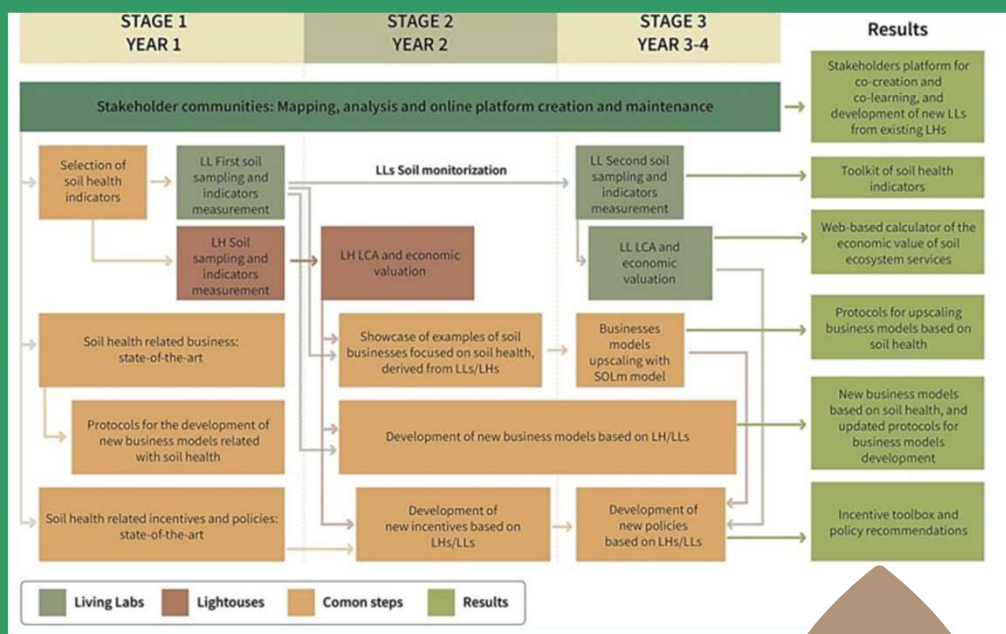 STAGE 1
YEAR 1
STAGE 2
YEAR 2
STAGE 3
YEAR 3-4
Results
Stakeholder communities: Mapping, analysis and online platform creation and maintenance
Stakeholders platform for
co-creation and
co-learning, and
development of new LLs
from existing LHs
Selection of
soil health
indicators
LL First soil
sampling and
indicators
measurement
LLs Soil monitorization
LL Second soil
sampling and
indicators
measurement
Toolkit of soil health
indicators
LH Soil
sampling and
indicators
measurement
LH LCA and economic
valuation
LL LCA and
economic
valuation
Web-based calculator of the
economic value of soil
ecosystem services
Soil health related business:
state-of-the-art
Showcase of examples of soil
businesses focused on soil health,
derived from LLs/LHs
Businesses
models
upscaling with
SOLm model
Protocols for upscaling
business models based on
soil health
Protocols for the development of
new business models related
with soil health
Development of new business models based on LH/LLs
New business models
based on soil health, and
updated protocols for
business models
development
Soil health related incentives and policies:
state-of-the-art
Development of
new incentives based on
LHs/LLs
Development of
new policies
based on LHs/LLs
Incentive toolbox and
policy recommendations
Living Labs
Lightouses
Comon steps
Results